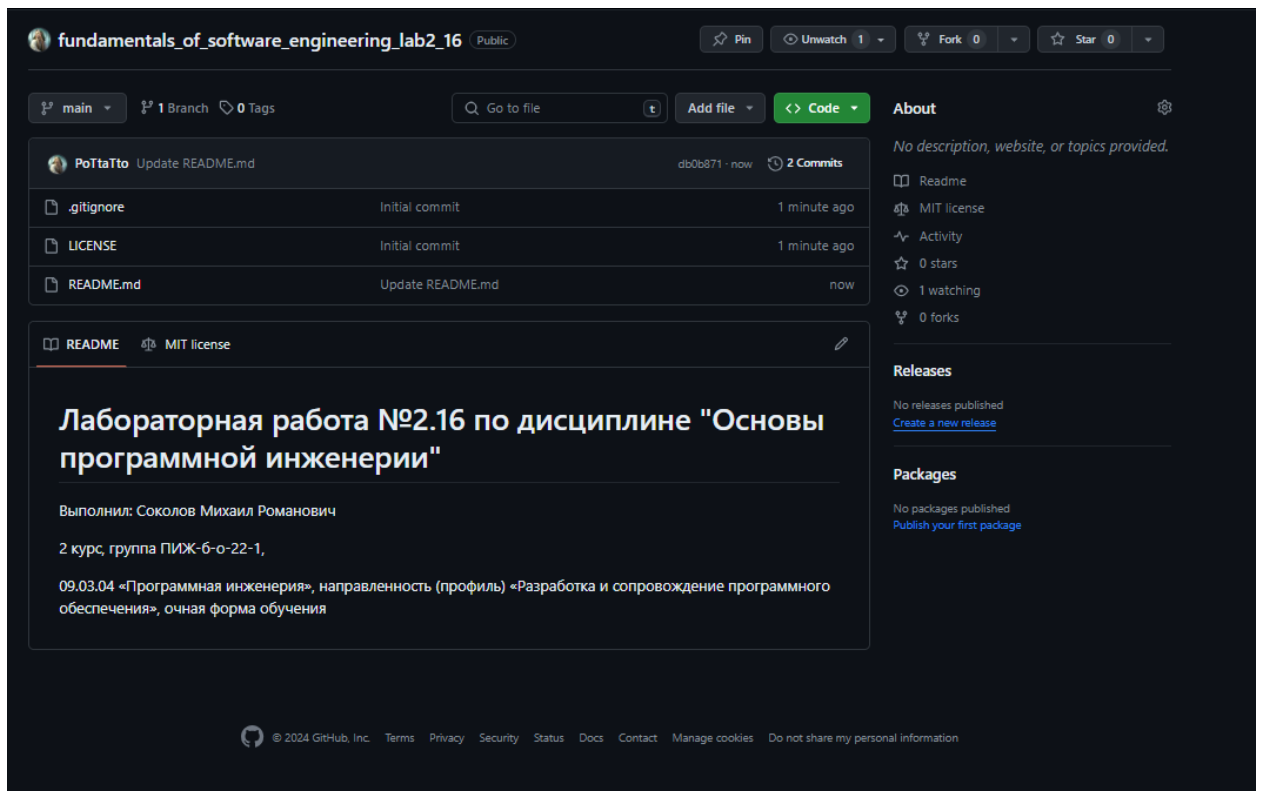 fundamentals_of_software_engineering_lab2_16 Public Pin Unwatch 1 Fork 0 Star 0
main 1 Branch 0 Tags Go to file t Add file Code
PoTtaTto Update README.md db0b871 · now 2 Commits
.gitignore Initial commit 1 minute ago
LICENSE Initial commit 1 minute ago
README.md Update README.md now
README MIT license
Лабораторная работа №2.16 по дисциплине "Основы
программной инженерии"
Выполнил: Соколов Михаил Романович
2 курс, группа ПИЖ-б-о-22-1,
09.03.04 «Программная инженерия», направленность (профиль) «Разработка и сопровождение программного
обеспечения», очная форма обучения
About
No description, website, or topics provided.
Readme
MIT license
Activity
0 stars
1 watching
0 forks
Releases
No releases published
Create a new release
Packages
No packages published
Publish your first package
© 2024 GitHub, Inc. Terms Privacy Security Status Docs Contact Manage cookies Do not share my personal information